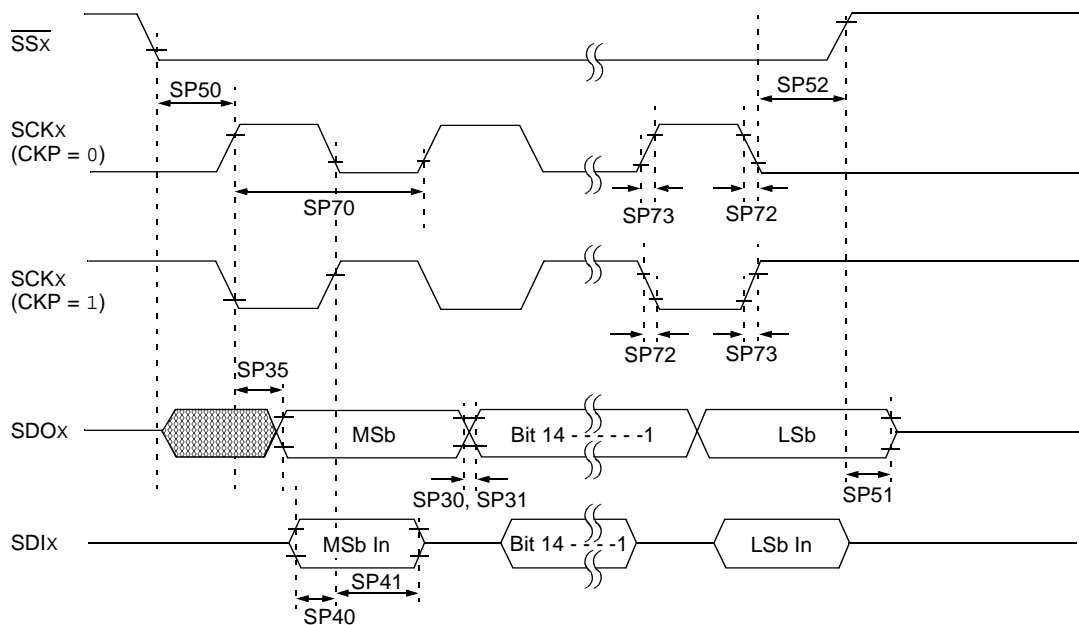 SSx
SP50
SP52
SCKx
(CKP = 0)
SP70
SP73
SP72
SCKx
(CKP = 1)
SP72
SP73
SP35
SDOx
MSb
Bit 14 - - - - - -1
LSb
SP30, SP31
SP51
SDIx
MSb In
Bit 14 - - - -1
LSb In
SP41
SP40